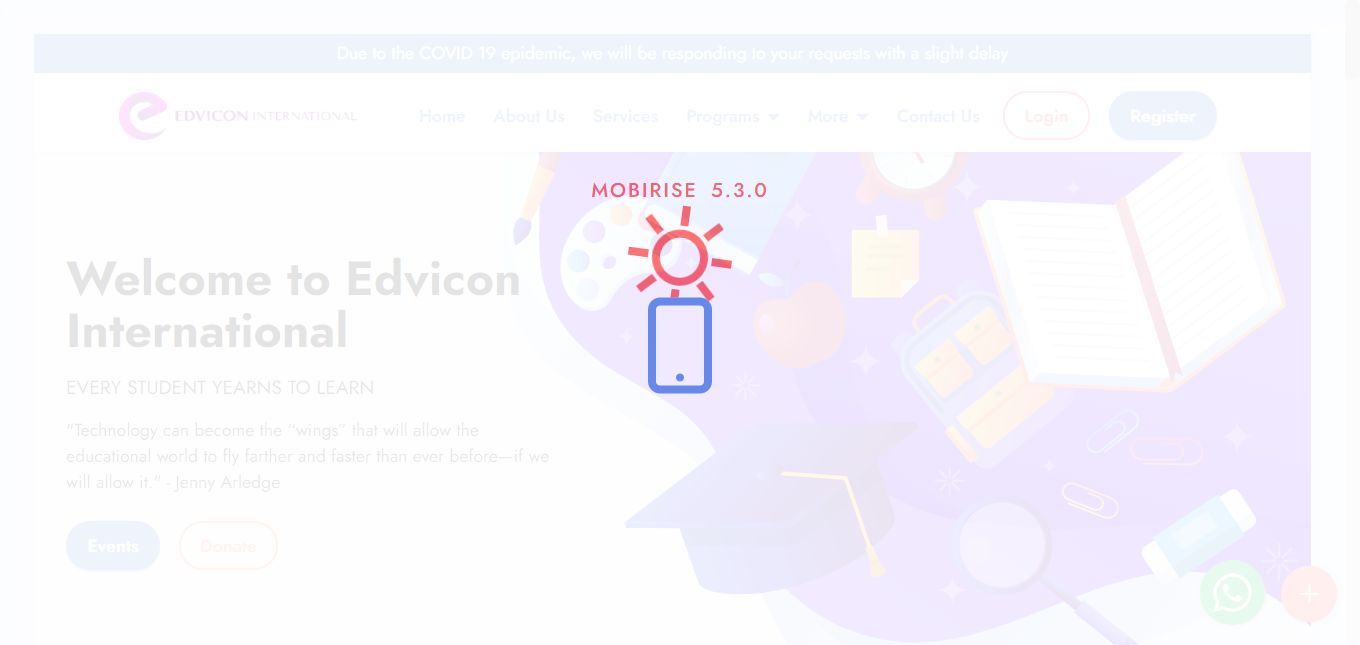 Due to the COVID 19 epidemic, we will be responding to your requests with a slight delay
EDVICON INTERNATIONAL
Home About Us Services Programs More Contact Us Login Register
MOBIRISE 5.3.0
Welcome to Edvicon
International
EVERY STUDENT YEARNS TO LEARN
"Technology can become the “wings” that will allow the
educational world to fly farther and faster than ever before—if we
will allow it." - Jenny Arledge
Events Donate